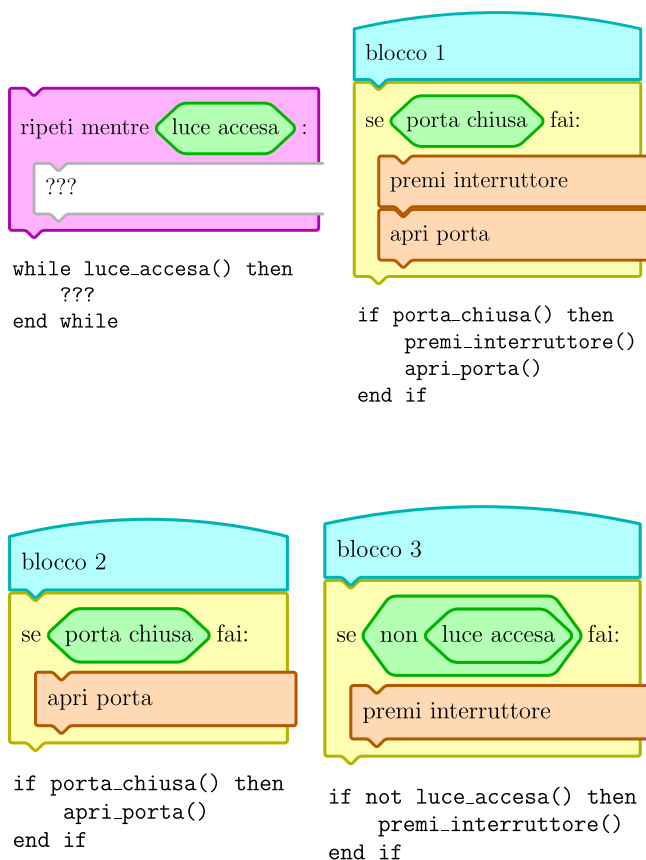 ripeti mentre luce accesa :
???
while luce_accesa() then
    ???
end while
blocco 1
se porta chiusa fai:
premi interruttore
apri porta
if porta_chiusa() then
    premi_interruttore()
    apri_porta()
end if
blocco 2
se porta chiusa fai:
apri porta
if porta_chiusa() then
    apri_porta()
end if
blocco 3
se non luce accesa fai:
premi interruttore
if not luce_accesa() then
    premi_interruttore()
end if